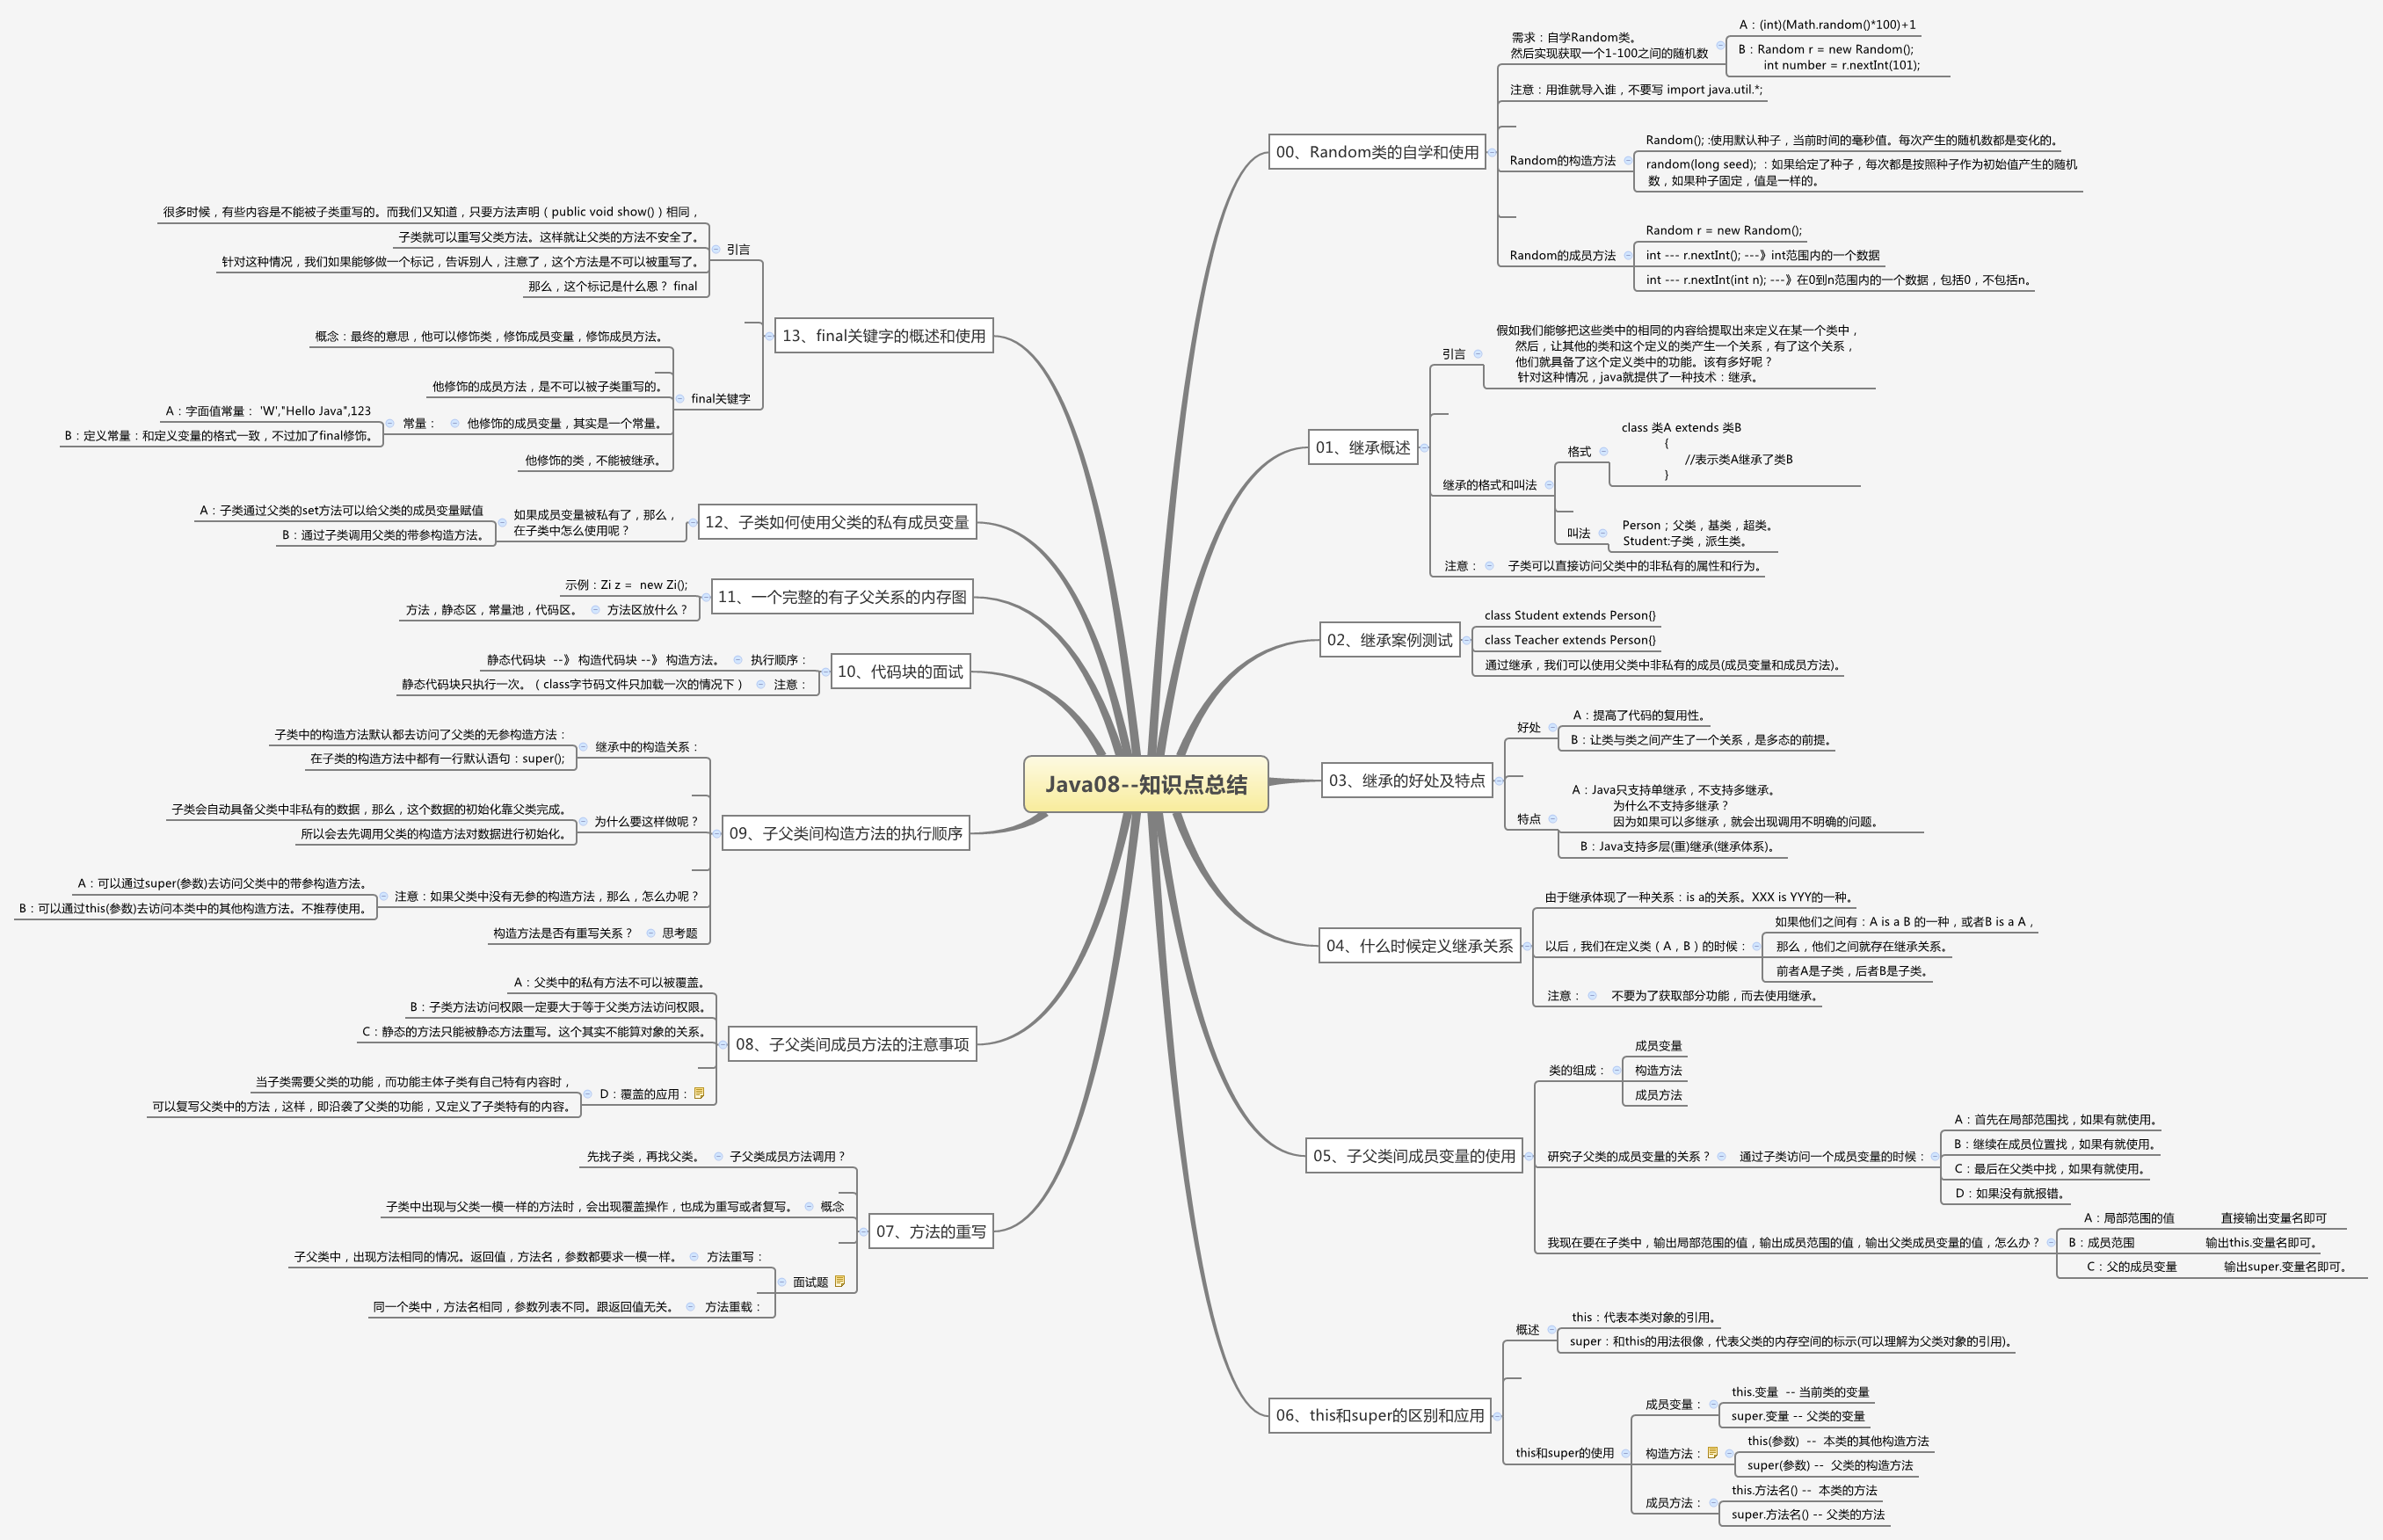 Java08--知识点总结
00、Random类的自学和使用
需求：自学Random类。
然后实现获取一个1-100之间的随机数
A：(int)(Math.random()*100)+1
B：Random r = new Random();
int number = r.nextInt(101);
注意：用谁就导入谁，不要写 import java.util.*;
Random的构造方法
Random(); :使用默认种子，当前时间的毫秒值。每次产生的随机数都是变化的。
random(long seed); ：如果给定了种子，每次都是按照种子作为初始值产生的随机
数，如果种子固定，值是一样的。
Random的成员方法
Random r = new Random();
int --- r.nextInt(); ---》int范围内的一个数据
int --- r.nextInt(int n); ---》在0到n范围内的一个数据，包括0，不包括n。
01、继承概述
引言
假如我们能够把这些类中的相同的内容给提取出来定义在某一个类中，
然后，让其他的类和这个定义的类产生一个关系，有了这个关系，
他们就具备了这个定义类中的功能。该有多好呢？
针对这种情况，java就提供了一种技术：继承。
继承的格式和叫法
格式
class 类A extends 类B
{
//表示类A继承了类B
}
叫法
Person；父类，基类，超类。
Student:子类，派生类。
注意：
子类可以直接访问父类中的非私有的属性和行为。
02、继承案例测试
class Student extends Person{}
class Teacher extends Person{}
通过继承，我们可以使用父类中非私有的成员(成员变量和成员方法)。
03、继承的好处及特点
好处
A：提高了代码的复用性。
B：让类与类之间产生了一个关系，是多态的前提。
特点
A：Java只支持单继承，不支持多继承。
为什么不支持多继承？
因为如果可以多继承，就会出现调用不明确的问题。
B：Java支持多层(重)继承(继承体系)。
04、什么时候定义继承关系
由于继承体现了一种关系：is a的关系。XXX is YYY的一种。
以后，我们在定义类（A，B）的时候：
如果他们之间有：A is a B 的一种，或者B is a A，
那么，他们之间就存在继承关系。
前者A是子类，后者B是子类。
注意：
不要为了获取部分功能，而去使用继承。
05、子父类间成员变量的使用
类的组成：
成员变量
构造方法
成员方法
研究子父类的成员变量的关系？
通过子类访问一个成员变量的时候：
A：首先在局部范围找，如果有就使用。
B：继续在成员位置找，如果有就使用。
C：最后在父类中找，如果有就使用。
D：如果没有就报错。
我现在要在子类中，输出局部范围的值，输出成员范围的值，输出父类成员变量的值，怎么办？
A：局部范围的值 直接输出变量名即可
B：成员范围 输出this.变量名即可。
C：父的成员变量 输出super.变量名即可。
06、this和super的区别和应用
概述
this：代表本类对象的引用。
super：和this的用法很像，代表父类的内存空间的标示(可以理解为父类对象的引用)。
this和super的使用
成员变量：
this.变量 -- 当前类的变量
super.变量 -- 父类的变量
构造方法：
this(参数) -- 本类的其他构造方法
super(参数) -- 父类的构造方法
成员方法：
this.方法名() -- 本类的方法
super.方法名() -- 父类的方法
13、final关键字的概述和使用
引言
很多时候，有些内容是不能被子类重写的。而我们又知道，只要方法声明（public void show()）相同，
子类就可以重写父类方法。这样就让父类的方法不安全了。
针对这种情况，我们如果能够做一个标记，告诉别人，注意了，这个方法是不可以被重写了。
那么，这个标记是什么恩？ final
final关键字
概念：最终的意思，他可以修饰类，修饰成员变量，修饰成员方法。
他修饰的成员方法，是不可以被子类重写的。
他修饰的成员变量，其实是一个常量。
常量：
A：字面值常量： 'W',"Hello Java",123
B：定义常量：和定义变量的格式一致，不过加了final修饰。
他修饰的类，不能被继承。
12、子类如何使用父类的私有成员变量
如果成员变量被私有了，那么，
在子类中怎么使用呢？
A：子类通过父类的set方法可以给父类的成员变量赋值
B：通过子类调用父类的带参构造方法。
11、一个完整的有子父关系的内存图
示例：Zi z = new Zi();
方法区放什么？
方法，静态区，常量池，代码区。
10、代码块的面试
执行顺序：
静态代码块 --》 构造代码块 --》 构造方法。
注意：
静态代码块只执行一次。（class字节码文件只加载一次的情况下）
09、子父类间构造方法的执行顺序
继承中的构造关系：
子类中的构造方法默认都去访问了父类的无参构造方法：
在子类的构造方法中都有一行默认语句：super();
为什么要这样做呢？
子类会自动具备父类中非私有的数据，那么，这个数据的初始化靠父类完成。
所以会去先调用父类的构造方法对数据进行初始化。
注意：如果父类中没有无参的构造方法，那么，怎么办呢？
A：可以通过super(参数)去访问父类中的带参构造方法。
B：可以通过this(参数)去访问本类中的其他构造方法。不推荐使用。
思考题
构造方法是否有重写关系？
08、子父类间成员方法的注意事项
A：父类中的私有方法不可以被覆盖。
B：子类方法访问权限一定要大于等于父类方法访问权限。
C：静态的方法只能被静态方法重写。这个其实不能算对象的关系。
D：覆盖的应用：
当子类需要父类的功能，而功能主体子类有自己特有内容时，
可以复写父类中的方法，这样，即沿袭了父类的功能，又定义了子类特有的内容。
07、方法的重写
子父类成员方法调用？
先找子类，再找父类。
概念
子类中出现与父类一模一样的方法时，会出现覆盖操作，也成为重写或者复写。
面试题
方法重写：
子父类中，出现方法相同的情况。返回值，方法名，参数都要求一模一样。
方法重载：
同一个类中，方法名相同，参数列表不同。跟返回值无关。